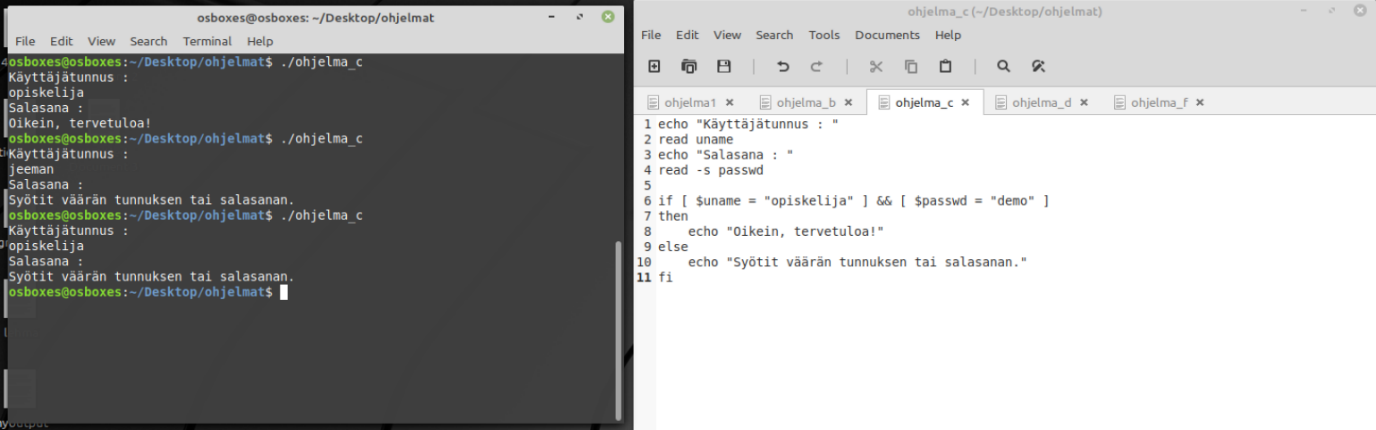 osboxes@osboxes: ~/Desktop/ohjelmat
File Edit View Search Terminal Help
osboxes@osboxes:~/Desktop/ohjelmat$ ./ohjelma_c
Käyttäjätunnus :
opiskelija
Salasana :
Oikein, tervetuloa!
osboxes@osboxes:~/Desktop/ohjelmat$ ./ohjelma_c
Käyttäjätunnus :
jeeman
Salasana :
Syötit väärän tunnuksen tai salasanan.
osboxes@osboxes:~/Desktop/ohjelmat$ ./ohjelma_c
Käyttäjätunnus :
opiskelija
Salasana :
Syötit väärän tunnuksen tai salasanan.
osboxes@osboxes:~/Desktop/ohjelmat$
ohjelma_c (~/Desktop/ohjelmat)
File Edit View Search Tools Documents Help
ohjelma1 ohjelma_b ohjelma_c ohjelma_d ohjelma_f
1 echo "Käyttäjätunnus : "
2 read uname
3 echo "Salasana : "
4 read -s passwd
5
6 if [ $uname = "opiskelija" ] && [ $passwd = "demo" ]
7 then
8     echo "Oikein, tervetuloa!"
9 else
10     echo "Syötit väärän tunnuksen tai salasanan."
11 fi